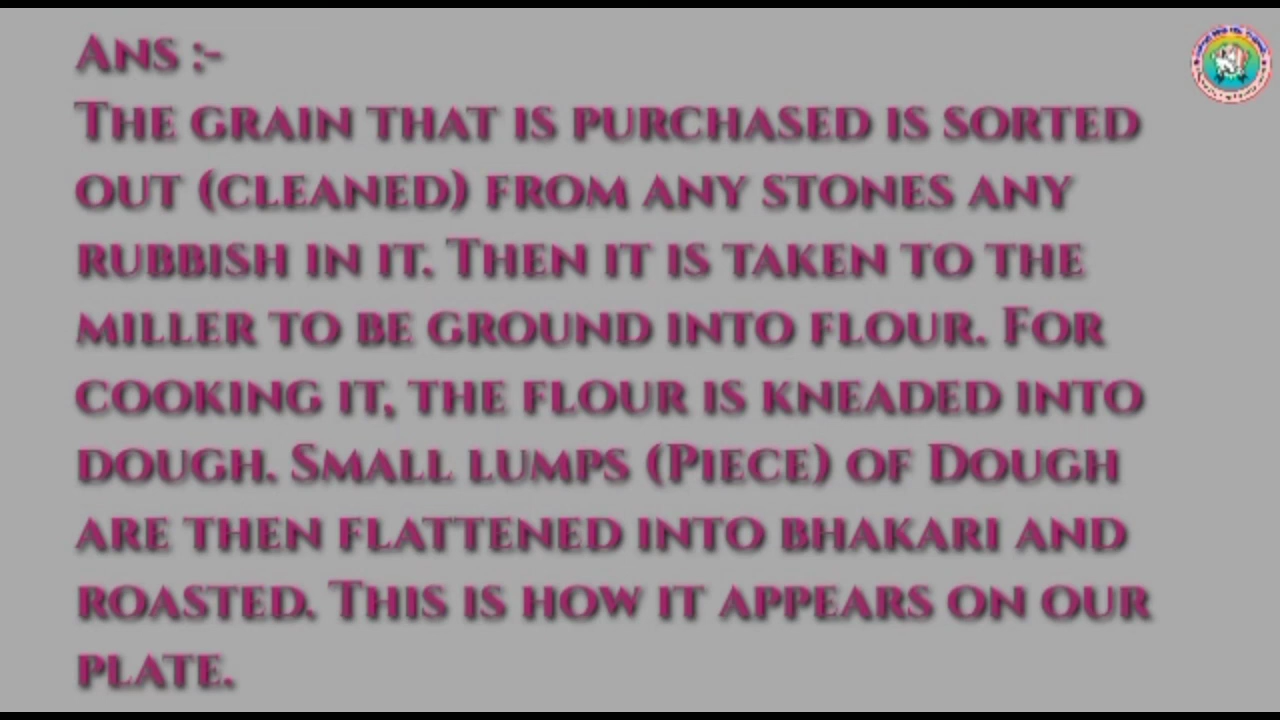 Ans :-
The grain that is purchased is sorted
out (cleaned) from any stones any
rubbish in it. Then it is taken to the
miller to be ground into flour. For
cooking it, the flour is kneaded into
dough. Small lumps (Piece) of Dough
are then flattened into bhakari and
roasted. This is how it appears on our
plate.